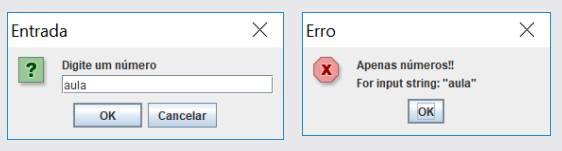 Entrada
?
Digite um número
aula
OK Cancelar
Erro
X
Apenas números!!
For input string: "aula"
OK